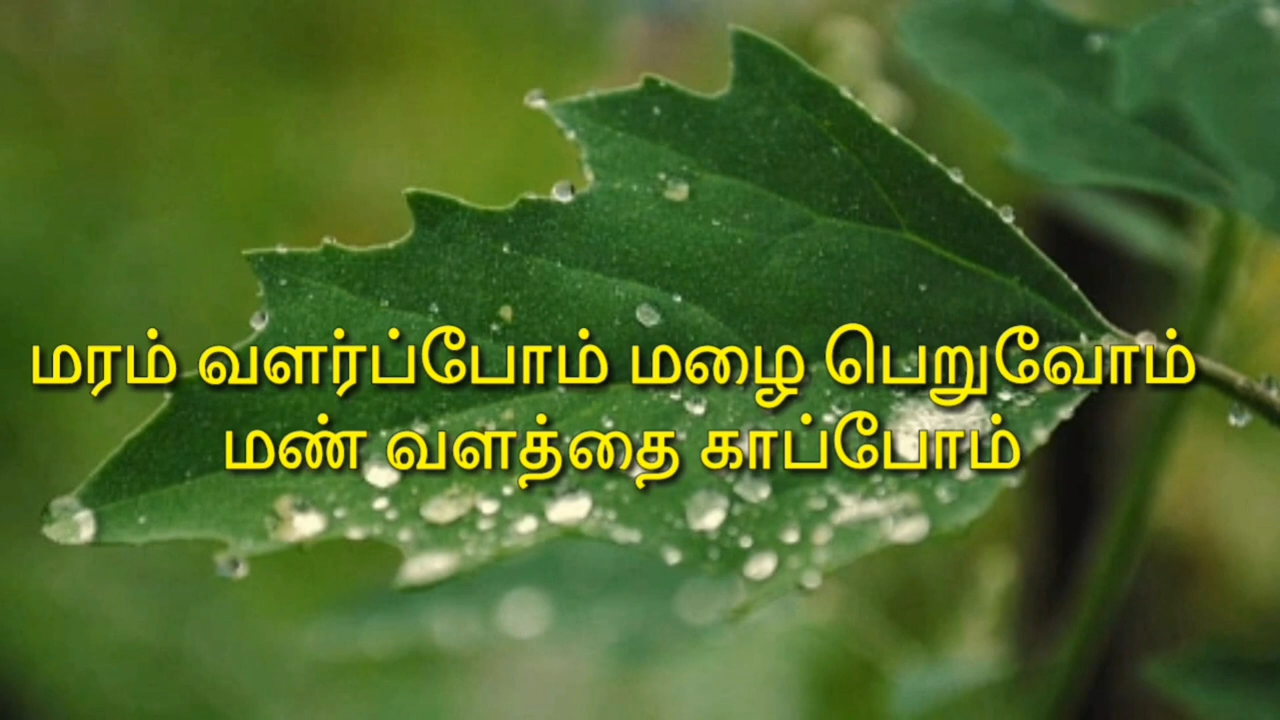 மரம் வளர்ப்போம் மழை பெறுவோம்
மண் வளத்தை காப்போம்